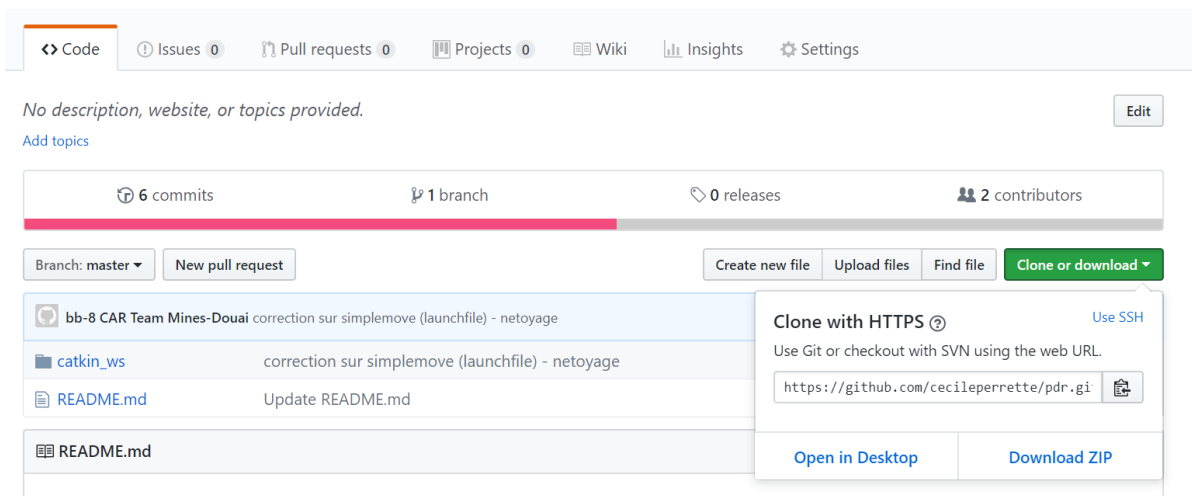 Code Issues 0 Pull requests 0 Projects 0 Wiki Insights Settings
No description, website, or topics provided.
Edit
Add topics
6 commits 1 branch 0 releases 2 contributors
Branch: master New pull request Create new file Upload files Find file Clone or download
bb-8 CAR Team Mines-Douai correction sur simplemove (launchfile) - netoyage
catkin_ws correction sur simplemove (launchfile) - netoyage
README.md Update README.md
README.md
Clone with HTTPS ? Use SSH
Use Git or checkout with SVN using the web URL.
https://github.com/cecileperrette/pdr.gi
Open in Desktop Download ZIP